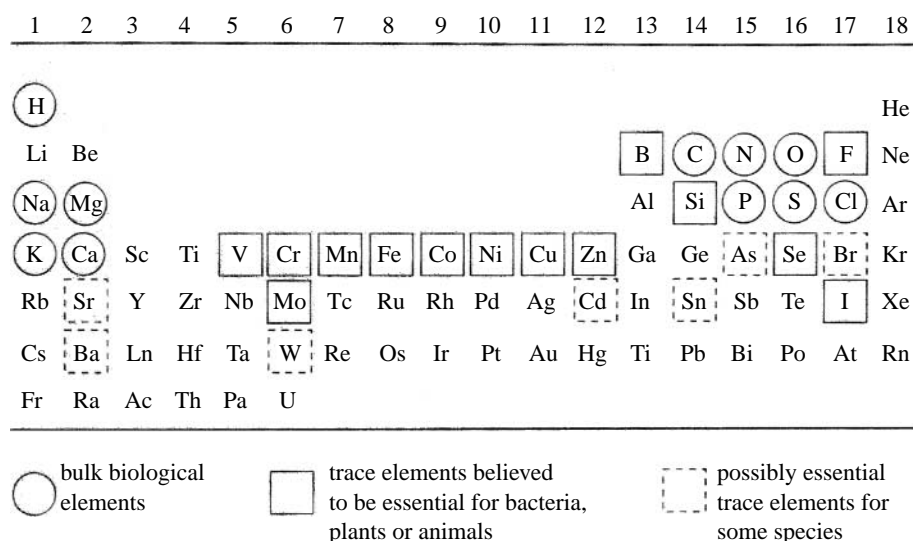 1 2 3 4 5 6 7 8 9 10 11 12 13 14 15 16 17 18
H He
Li Be B C N O F Ne
Na Mg Al Si P S Cl Ar
K Ca Sc Ti V Cr Mn Fe Co Ni Cu Zn Ga Ge As Se Br Kr
Rb Sr Y Zr Nb Mo Tc Ru Rh Pd Ag Cd In Sn Sb Te I Xe
Cs Ba Ln Hf Ta W Re Os Ir Pt Au Hg Ti Pb Bi Po At Rn
Fr Ra Ac Th Pa U
bulk biological
elements
trace elements believed
to be essential for bacteria,
plants or animals
possibly essential
trace elements for
some species